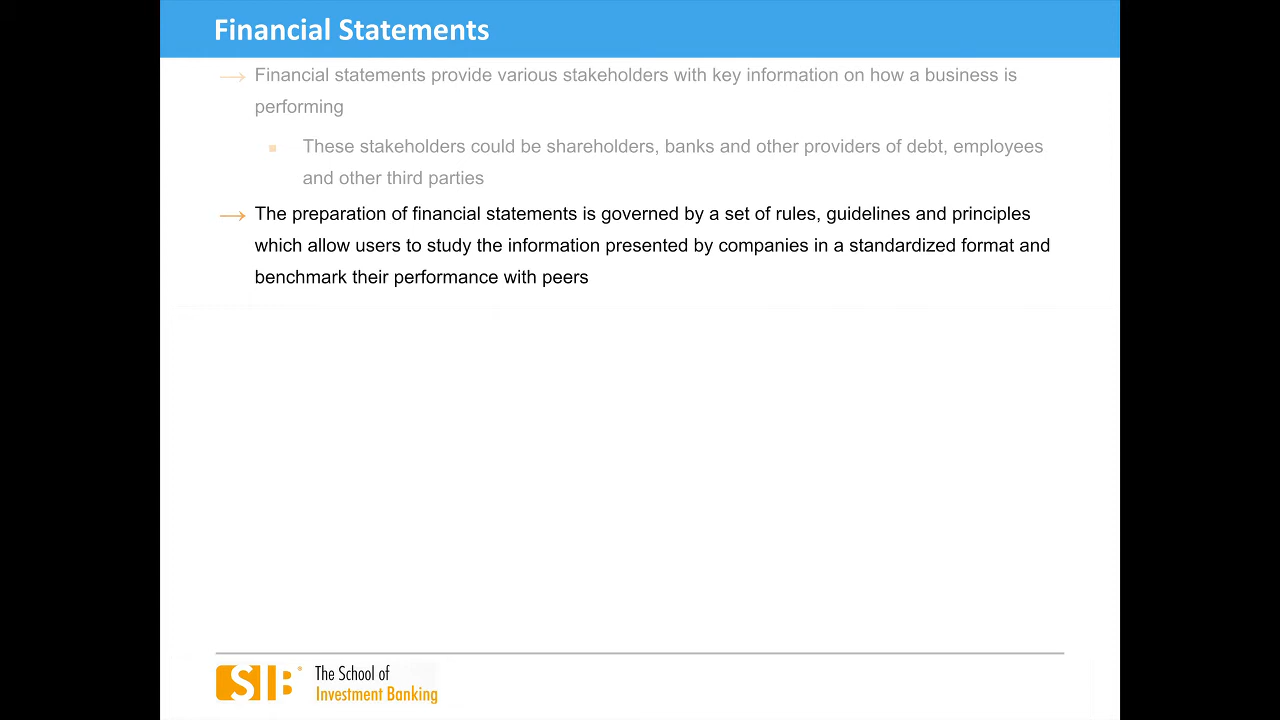 Financial Statements
→ Financial statements provide various stakeholders with key information on how a business is
performing
▪ These stakeholders could be shareholders, banks and other providers of debt, employees
and other third parties
→ The preparation of financial statements is governed by a set of rules, guidelines and principles
which allow users to study the information presented by companies in a standardized format and
benchmark their performance with peers
SIB® The School of
Investment Banking